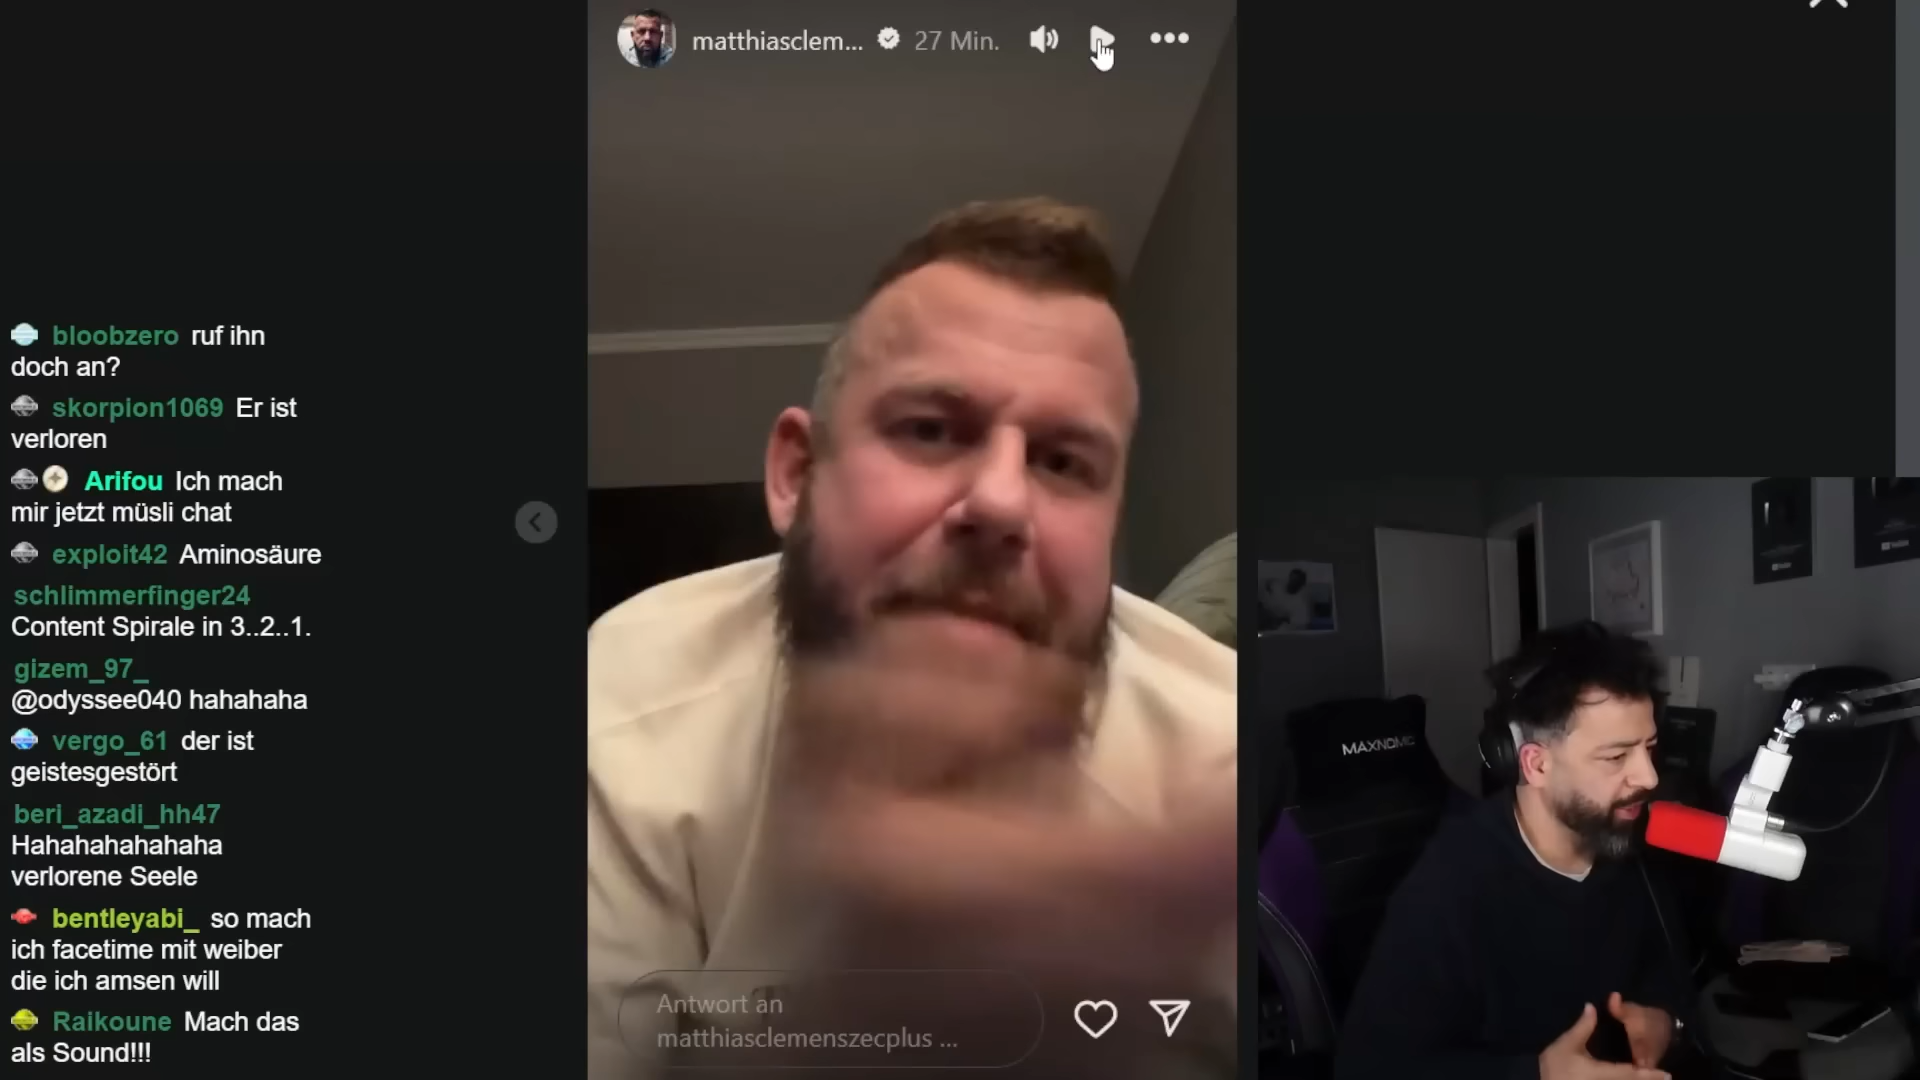 matthiasclem... 27 Min.
bloobzero ruf ihn
doch an?
skorpion1069 Er ist
verloren
Arifou Ich mach
mir jetzt müsli chat
exploit42 Aminosäure
schlimmerfinger24
Content Spirale in 3..2..1.
gizem_97_
@odyssee040 hahahaha
vergo_61 der ist
geistesgestört
beri_azadi_hh47
Hahahahahahaha
verlorene Seele
bentleyabi_ so mach
ich facetime mit weiber
die ich amsen will
Raikoune Mach das
als Sound!!!
Antwort an
matthiasclemenszecplus ...
MAXNOMIC